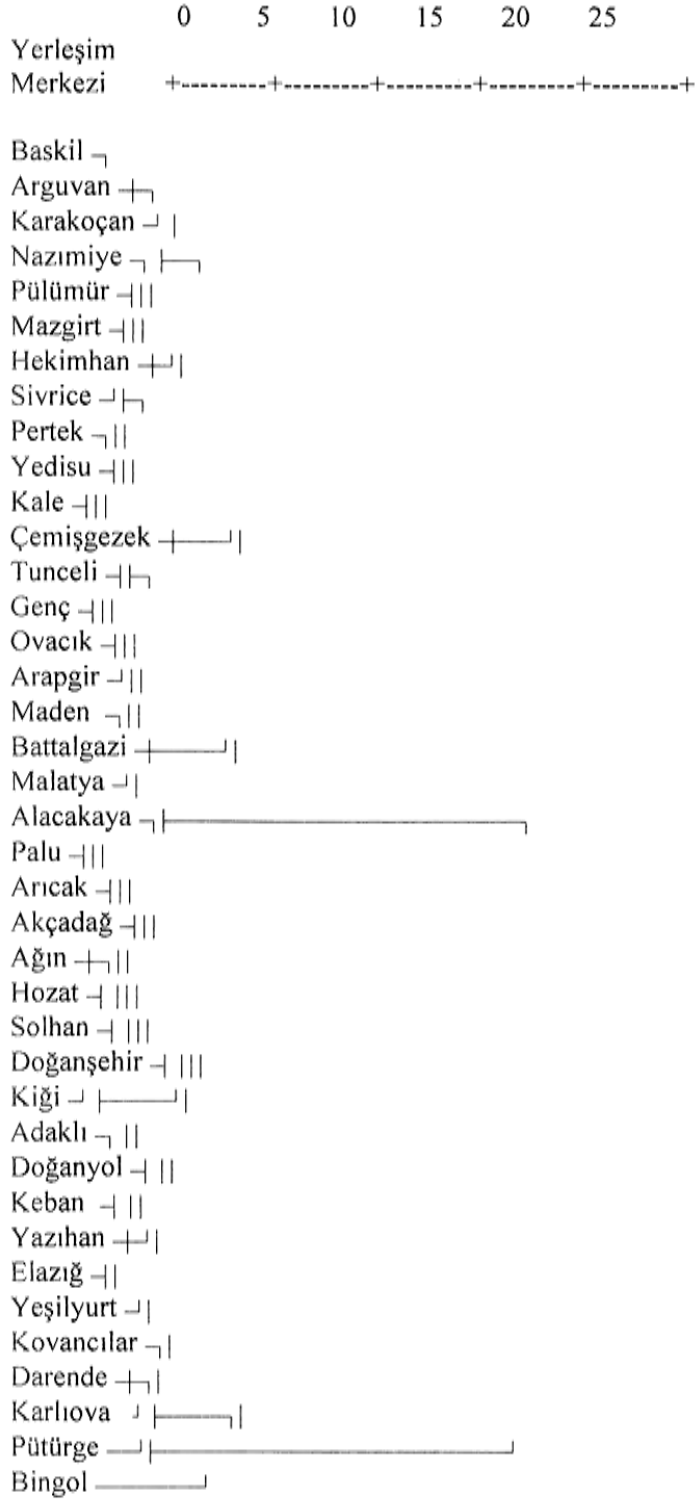 0 5 10 15 20 25
Yerleşim
Merkezi
Baskil
Arguvan
Karakoçan
Nazımiye
Pülümür
Mazgirt
Hekimhan
Sivrice
Pertek
Yedisu
Kale
Çemişgezek
Tunceli
Genç
Ovacık
Arapgir
Maden
Battalgazi
Malatya
Alacakaya
Palu
Arıcak
Akçadağ
Ağın
Hozat
Solhan
Doğanşehir
Kiği
Adaklı
Doğanyol
Keban
Yazıhan
Elazığ
Yeşilyurt
Kovancılar
Darende
Karlıova
Pütürge
Bingol